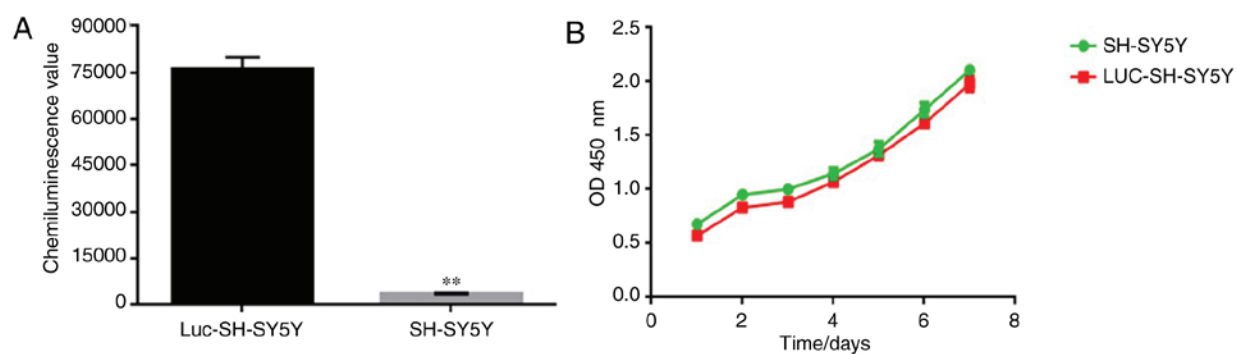 A
Chemiluminescence value
90000
75000
60000
45000
30000
15000
0
**
Luc-SH-SY5Y
SH-SY5Y
B
OD 450 nm
2.5
2.0
1.5
1.0
0.5
0.0
0
2
4
6
8
Time/days
SH-SY5Y
LUC-SH-SY5Y